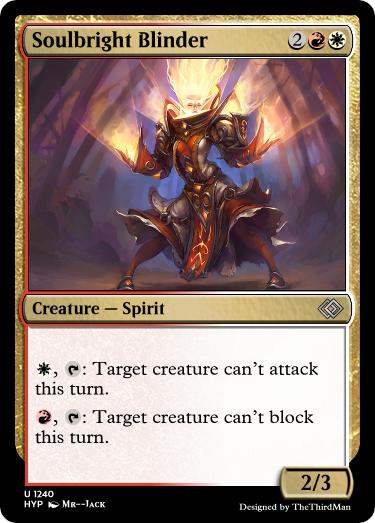 Soulbright Blinder 2
Creature — Spirit
, : Target creature can't attack
this turn.
, : Target creature can't block
this turn.
2/3
U 1240
HYP Mr--Jack
Designed by TheThirdMan